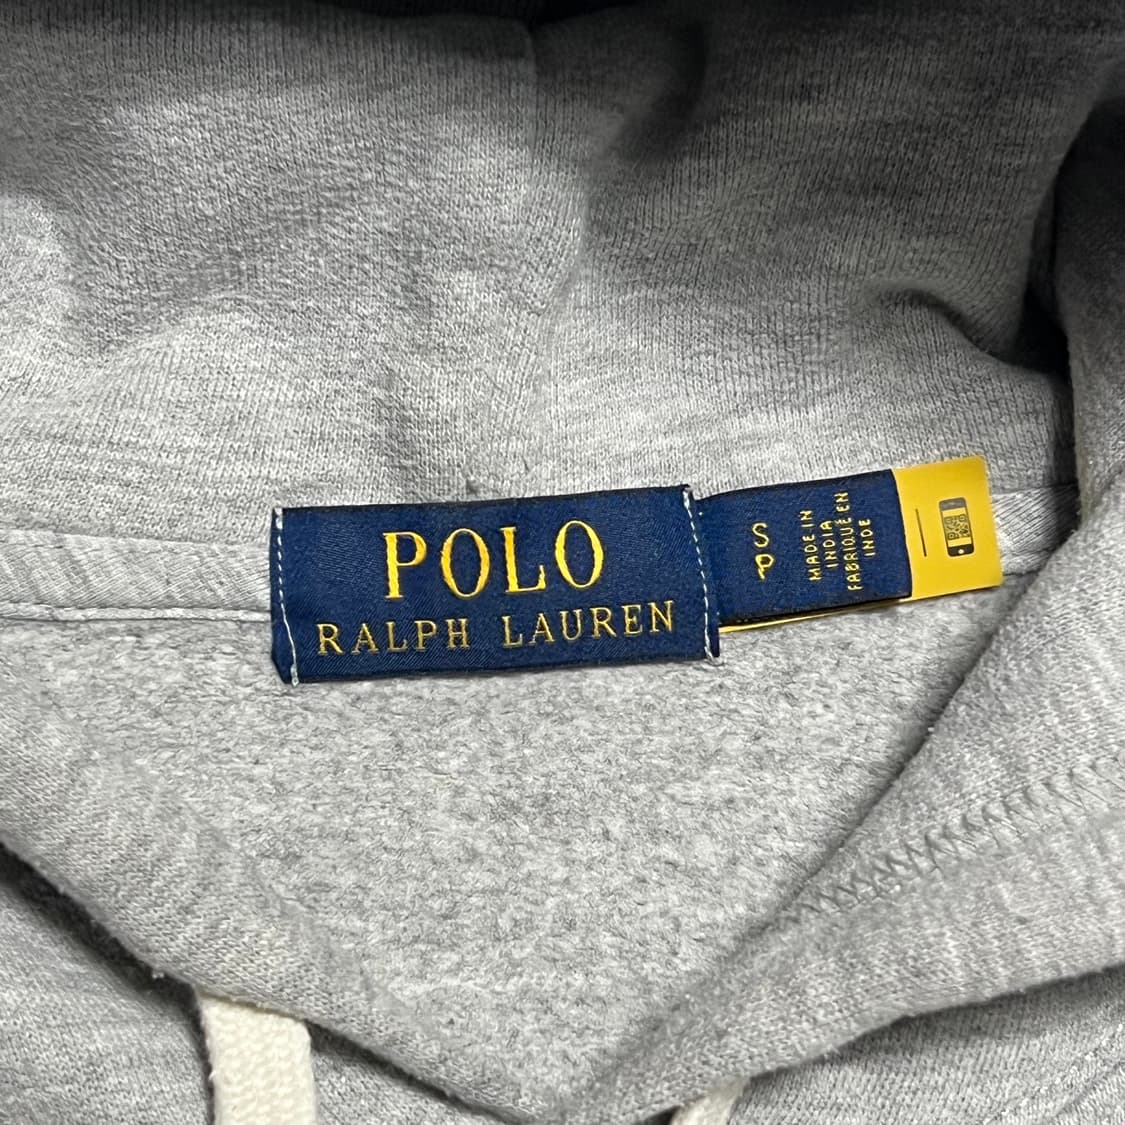 POLO
RALPH LAUREN
S
P
MADE IN
INDIA
FABRIQUÉ EN
INDE